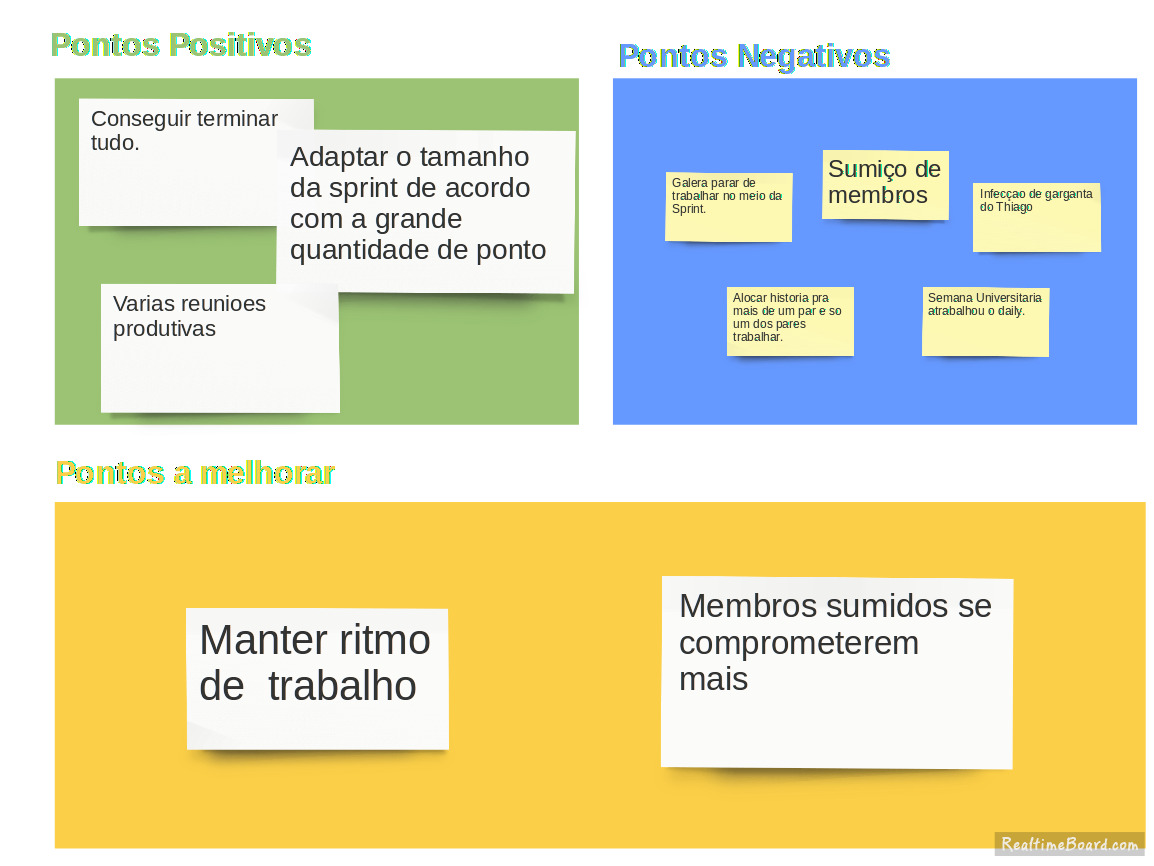 Pontos Positivos
Conseguir terminar
tudo.
Adaptar o tamanho
da sprint de acordo
com a grande
quantidade de ponto
Varias reunioes
produtivas
Pontos Negativos
Galera parar de
trabalhar no meio da
Sprint.
Sumiço de
membros
Infecçao de garganta
do Thiago
Alocar historia pra
mais de um par e so
um dos pares
trabalhar.
Semana Universitaria
atrabalhou o daily.
Pontos a melhorar
Manter ritmo
de trabalho
Membros sumidos se
comprometerem
mais
RealtimeBoard.com